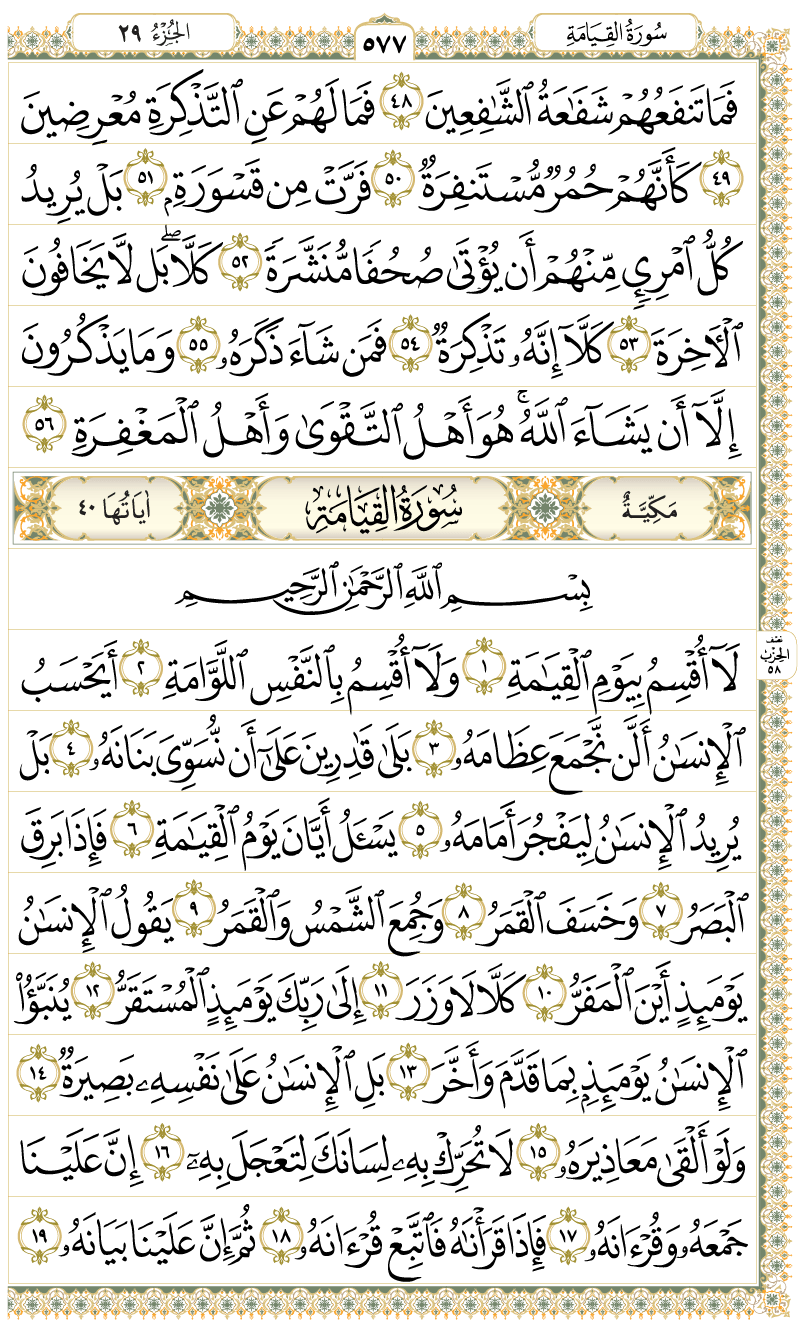 سُورَةُ القِيَامَةِ ٥٧٧ الجُزْءُ ٢٩
فَمَا تَنفَعُهُمْ شَفَٰعَةُ ٱلشَّٰفِعِينَ ٤٨ فَمَا لَهُمْ عَنِ ٱلتَّذْكِرَةِ مُعْرِضِينَ
٤٩ كَأَنَّهُمْ حُمُرٌ مُّسْتَنفِرَةٌ ٥٠ فَرَّتْ مِن قَسْوَرَةٍۭ ٥١ بَلْ يُرِيدُ
كُلُّ ٱمْرِئٍ مِّنْهُمْ أَن يُؤْتَىٰ صُحُفًا مُّنَشَّرَةً ٥٢ كَلَّاۖ بَل لَّا يَخَافُونَ
ٱلْأَخِرَةَ ٥٣ كَلَّآ إِنَّهُۥ تَذْكِرَةٌ ٥٤ فَمَن شَآءَ ذَكَرَهُۥ ٥٥ وَمَا يَذْكُرُونَ
إِلَّآ أَن يَشَآءَ ٱللَّهُۚ هُوَ أَهْلُ ٱلتَّقْوَىٰ وَأَهْلُ ٱلْمَغْفِرَةِ ٥٦
مَكِّيَّةٌ سُورَةُ القِيَامَةِ اٰيَاتُهَا ٤٠
بِسْمِ ٱللَّهِ ٱلرَّحْمَٰنِ ٱلرَّحِيمِ
نصف
الحِزْب
٥٨
لَآ أُقْسِمُ بِيَوْمِ ٱلْقِيَٰمَةِ ١ وَلَآ أُقْسِمُ بِٱلنَّفْسِ ٱللَّوَّامَةِ ٢ أَيَحْسَبُ
ٱلْإِنسَٰنُ أَلَّن نَّجْمَعَ عِظَامَهُۥ ٣ بَلَىٰ قَٰدِرِينَ عَلَىٰٓ أَن نُّسَوِّىَ بَنَانَهُۥ ٤ بَلْ
يُرِيدُ ٱلْإِنسَٰنُ لِيَفْجُرَ أَمَامَهُۥ ٥ يَسْـَٔلُ أَيَّانَ يَوْمُ ٱلْقِيَٰمَةِ ٦ فَإِذَا بَرِقَ
ٱلْبَصَرُ ٧ وَخَسَفَ ٱلْقَمَرُ ٨ وَجُمِعَ ٱلشَّمْسُ وَٱلْقَمَرُ ٩ يَقُولُ ٱلْإِنسَٰنُ
يَوْمَئِذٍ أَيْنَ ٱلْمَفَرُّ ١٠ كَلَّا لَا وَزَرَ ١١ إِلَىٰ رَبِّكَ يَوْمَئِذٍ ٱلْمُسْتَقَرُّ ١٢ يُنَبَّؤُا۟
ٱلْإِنسَٰنُ يَوْمَئِذٍۭ بِمَا قَدَّمَ وَأَخَّرَ ١٣ بَلِ ٱلْإِنسَٰنُ عَلَىٰ نَفْسِهِۦ بَصِيرَةٌ ١٤
وَلَوْ أَلْقَىٰ مَعَاذِيرَهُۥ ١٥ لَا تُحَرِّكْ بِهِۦ لِسَانَكَ لِتَعْجَلَ بِهِۦٓ ١٦ إِنَّ عَلَيْنَا
جَمْعَهُۥ وَقُرْءَانَهُۥ ١٧ فَإِذَا قَرَأْنَٰهُ فَٱتَّبِعْ قُرْءَانَهُۥ ١٨ ثُمَّ إِنَّ عَلَيْنَا بَيَانَهُۥ ١٩